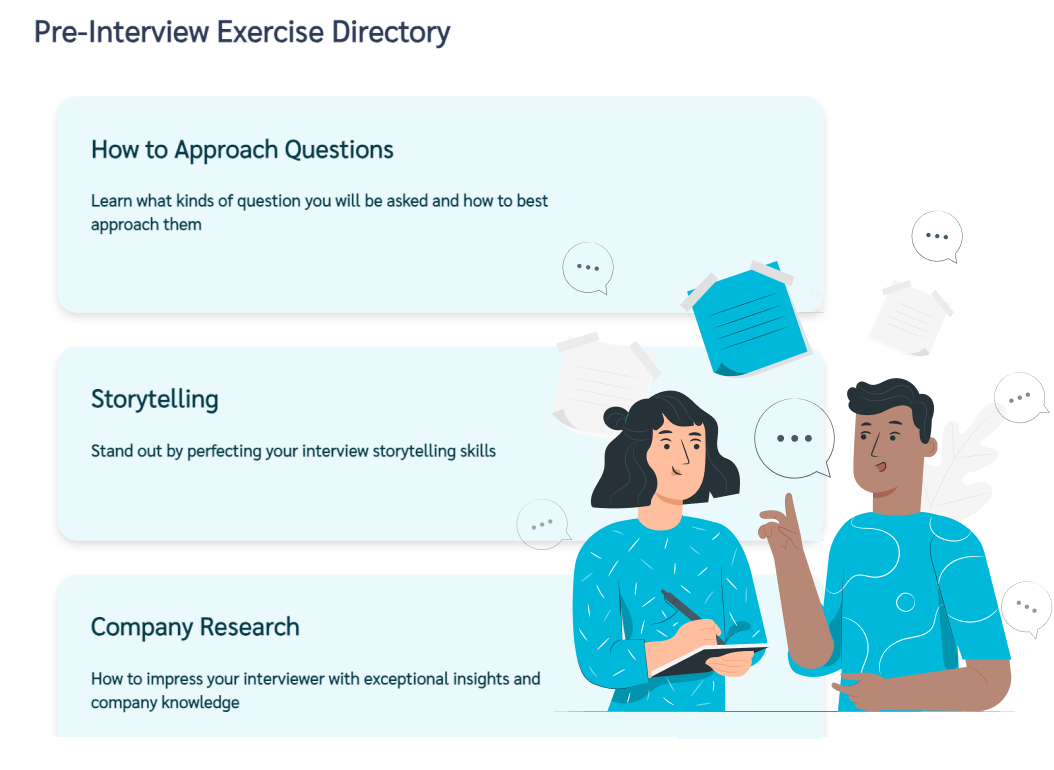 Pre-Interview Exercise Directory
How to Approach Questions
Learn what kinds of question you will be asked and how to best
approach them
Storytelling
Stand out by perfecting your interview storytelling skills
Company Research
How to impress your interviewer with exceptional insights and
company knowledge